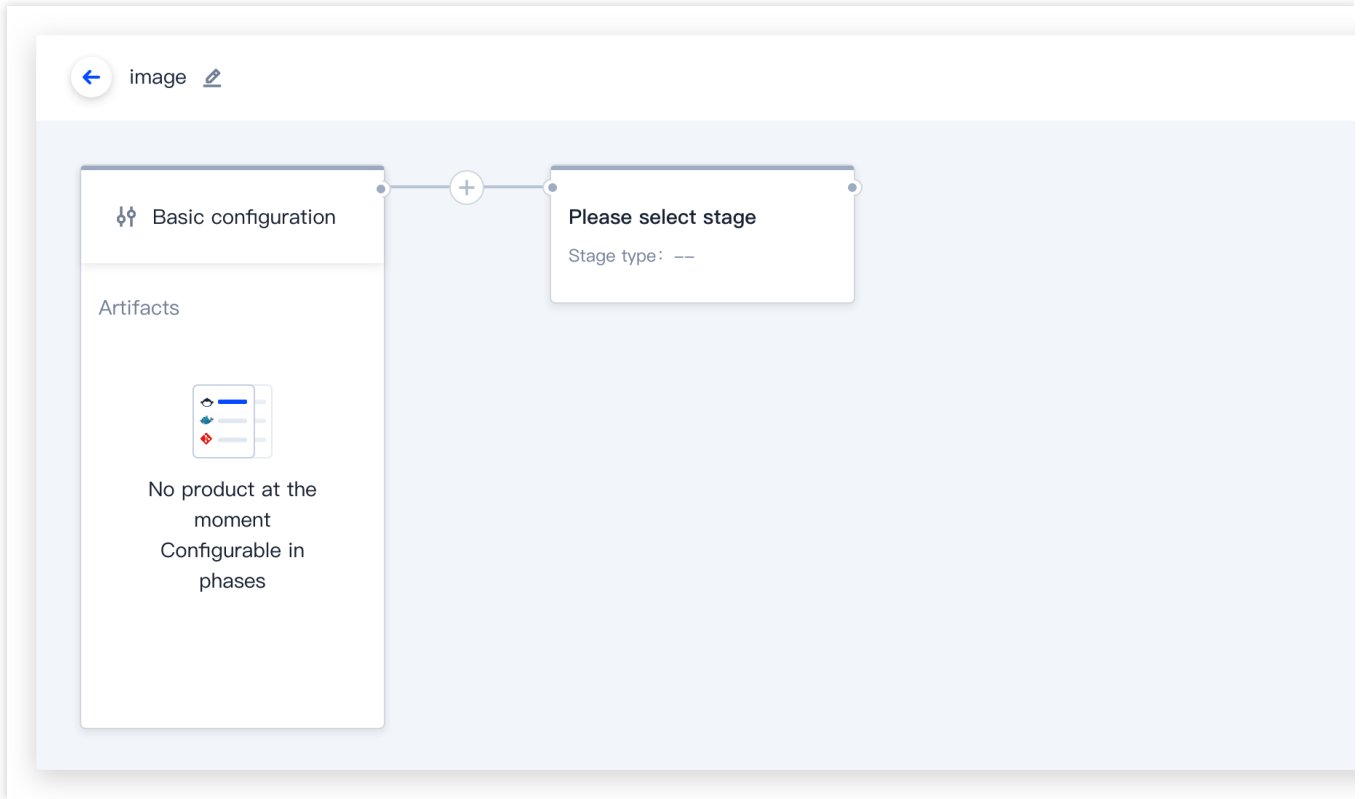 image
Basic configuration
Please select stage
Stage type： --
Artifacts
No product at the
moment
Configurable in
phases